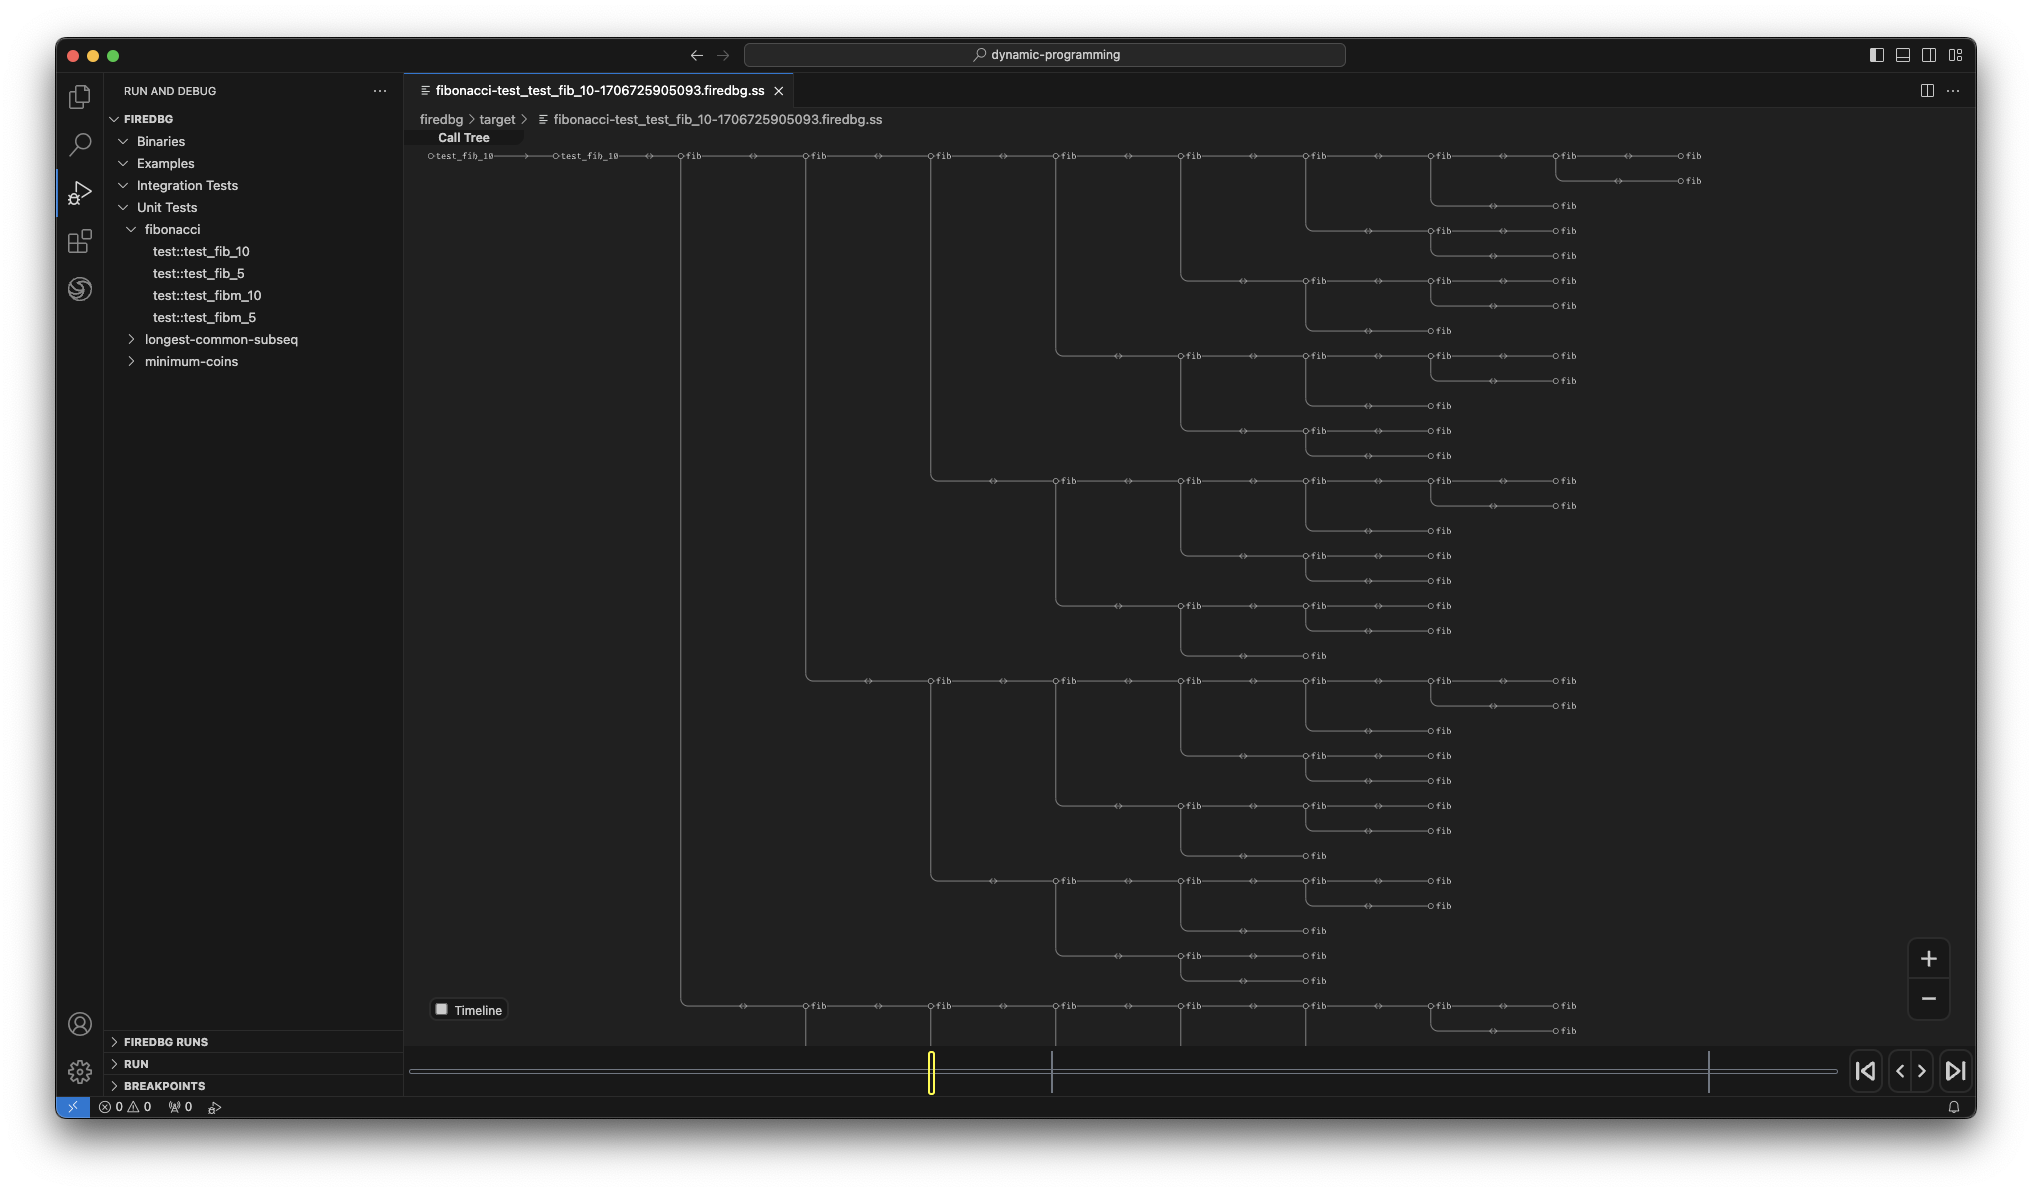 dynamic-programming
RUN AND DEBUG
FIREDBG
Binaries
Examples
Integration Tests
Unit Tests
fibonacci
test::test_fib_10
test::test_fib_5
test::test_fibm_10
test::test_fibm_5
longest-common-subseq
minimum-coins
FIREDBG RUNS
RUN
BREAKPOINTS
0 0 0
fibonacci-test_test_fib_10-1706725905093.firedbg.ss
firedbg > target > fibonacci-test_test_fib_10-1706725905093.firedbg.ss
Call Tree
test_fib_10 test_fib_10 fib fib fib fib fib fib fib fib fib
fib
fib
fib fib
fib
fib fib fib
fib
fib
fib fib fib fib
fib
fib
fib fib
fib
fib fib fib fib fib
fib
fib
fib fib
fib
fib fib fib
fib
fib
fib fib fib fib fib fib
fib
fib
fib fib
fib
fib fib fib
fib
fib
fib fib fib fib
fib
fib
fib fib
fib
fib fib fib fib fib fib fib
fib
Timeline
+
−